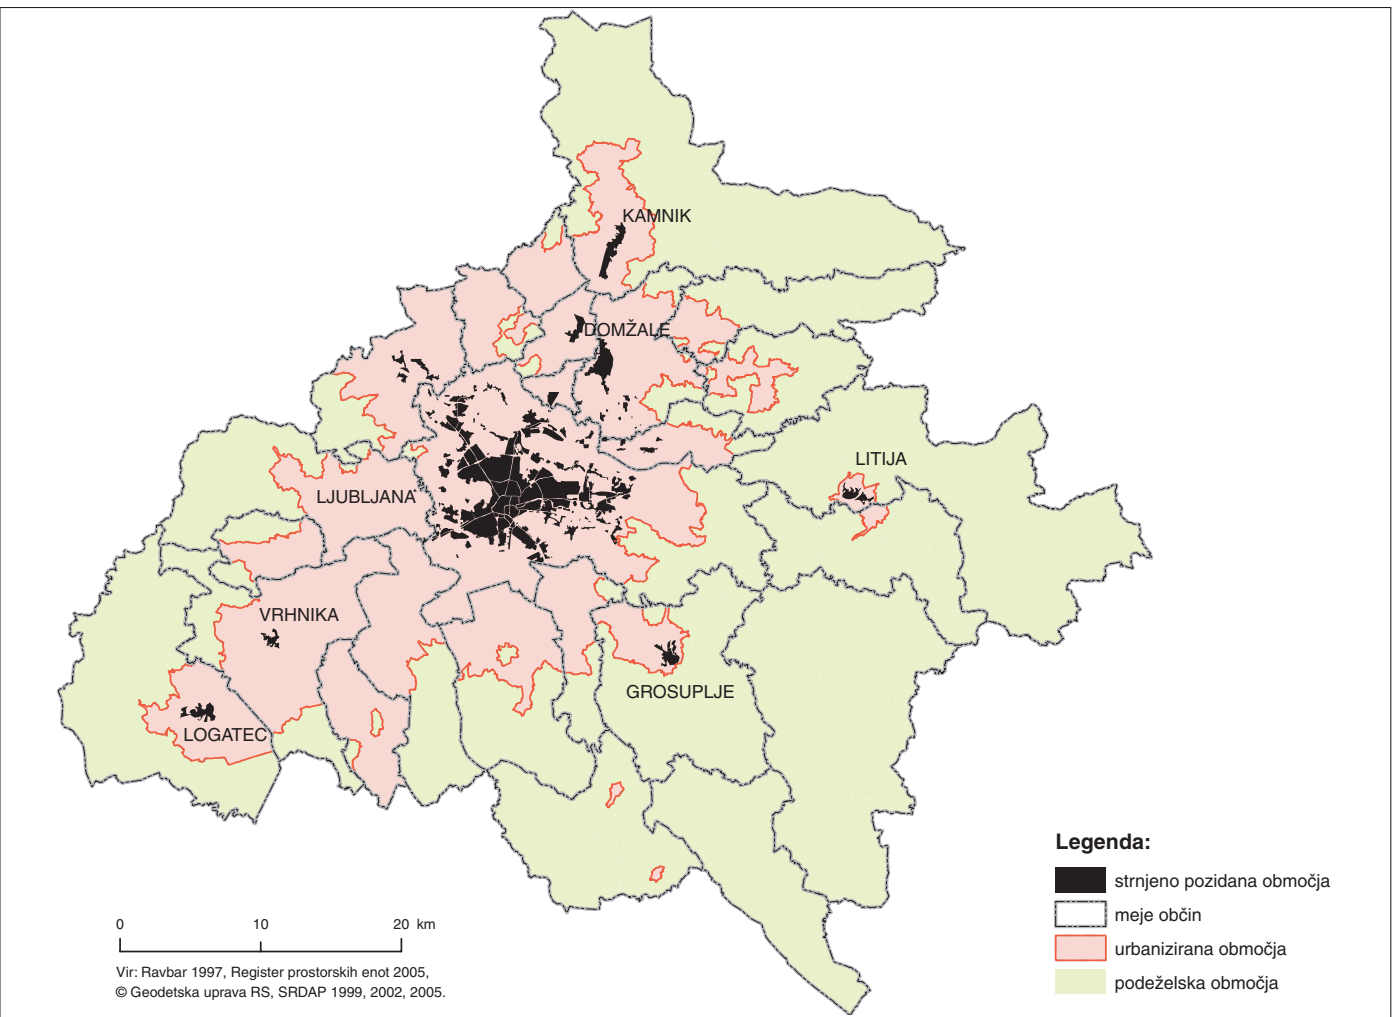 KAMNIK
DOMŽALE
LITIJA
LJUBLJANA
VRHNIKA
GROSUPLJE
LOGATEC
Legenda:
strnjeno pozidana območja
meje občin
urbanizirana območja
podeželska območja
0 10 20 km
Vir: Ravbar 1997, Register prostorskih enot 2005,
© Geodetska uprava RS, SRDAP 1999, 2002, 2005.